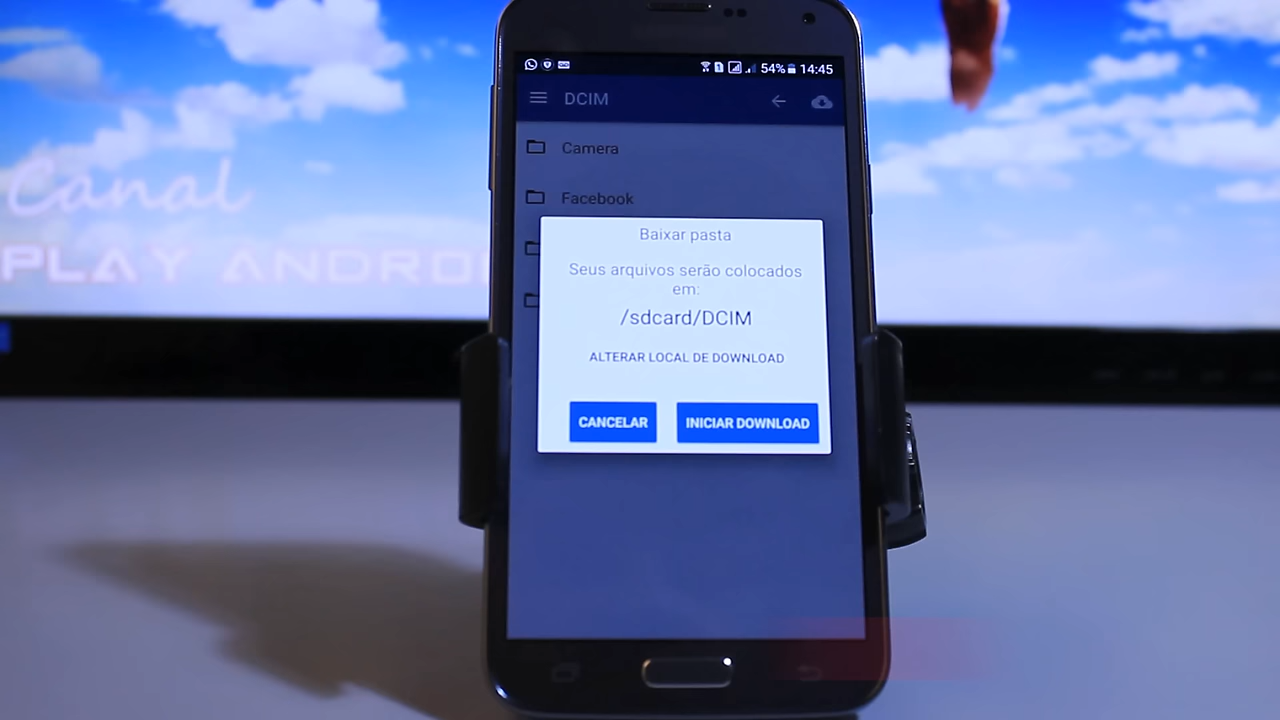 54% 14:45
DCIM
Camera
Facebook
Baixar pasta
Seus arquivos serão colocados
em:
/sdcard/DCIM
ALTERAR LOCAL DE DOWNLOAD
CANCELAR
INICIAR DOWNLOAD
Canal
PLAY